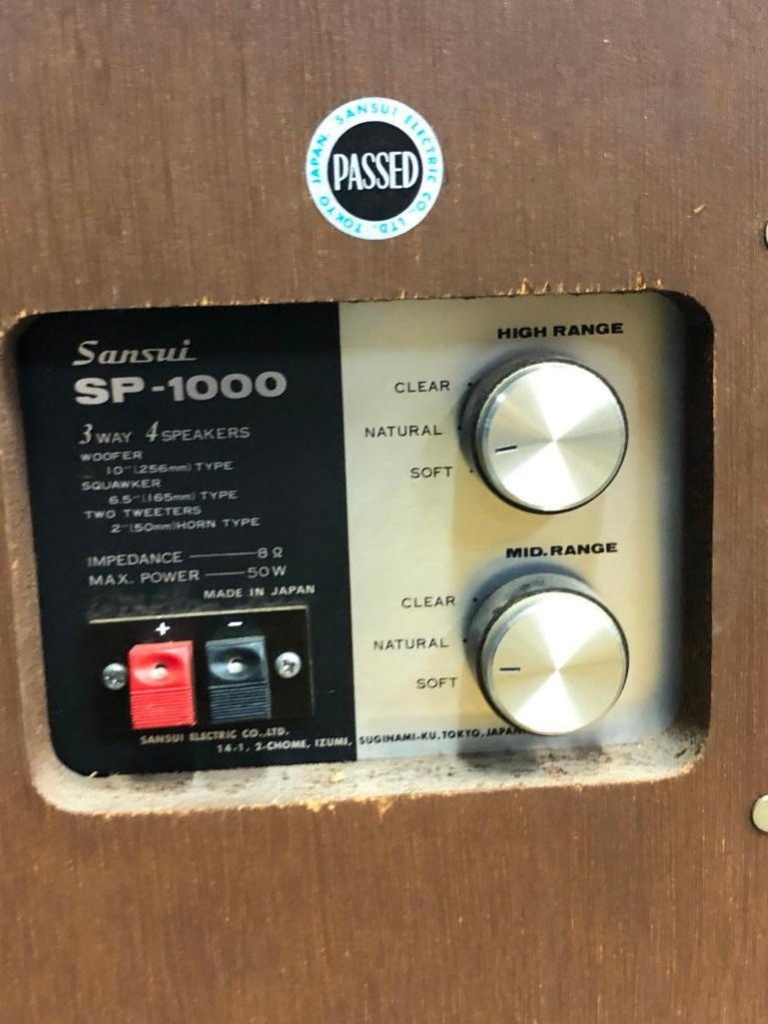 SANSUI ELECTRIC CO., LTD. TOKYO JAPAN.
PASSED
Sansui
SP-1000
3 WAY 4 SPEAKERS
WOOFER
10"(256mm) TYPE
SQUAWKER
6.5"(165mm) TYPE
TWO TWEETERS
2"(50mm) HORN TYPE
IMPEDANCE 8Ω
MAX. POWER 50W
MADE IN JAPAN
+ −
SANSUI ELECTRIC CO.,LTD.
14-1, 2-CHOME, IZUMI, SUGINAMI-KU, TOKYO, JAPAN
HIGH RANGE
CLEAR
NATURAL
SOFT
MID. RANGE
CLEAR
NATURAL
SOFT